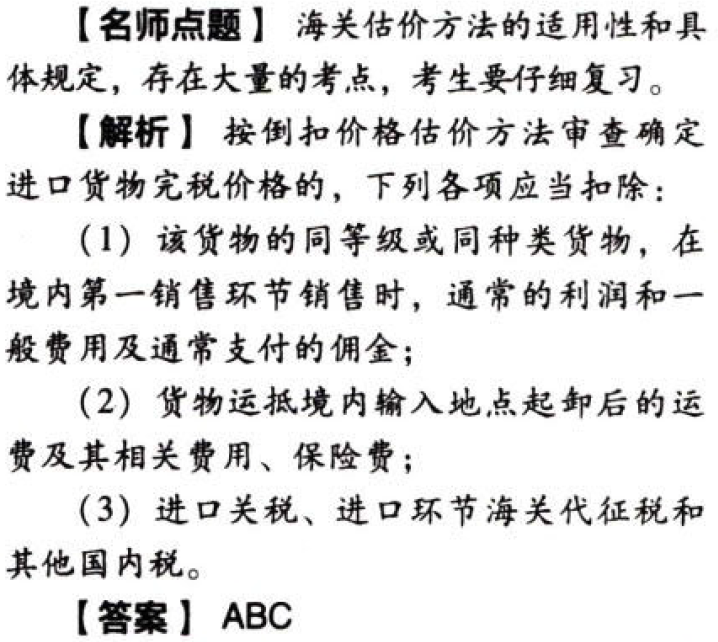 【名师点题】 海关估价方法的适用性和具
体规定，存在大量的考点，考生要仔细复习。
【解析】 按倒扣价格估价方法审查确定
进口货物完税价格的，下列各项应当扣除：
（1）该货物的同等级或同种类货物，在
境内第一销售环节销售时，通常的利润和一
般费用及通常支付的佣金；
（2）货物运抵境内输入地点起卸后的运
费及其相关费用、保险费；
（3）进口关税、进口环节海关代征税和
其他国内税。
【答案】 ABC